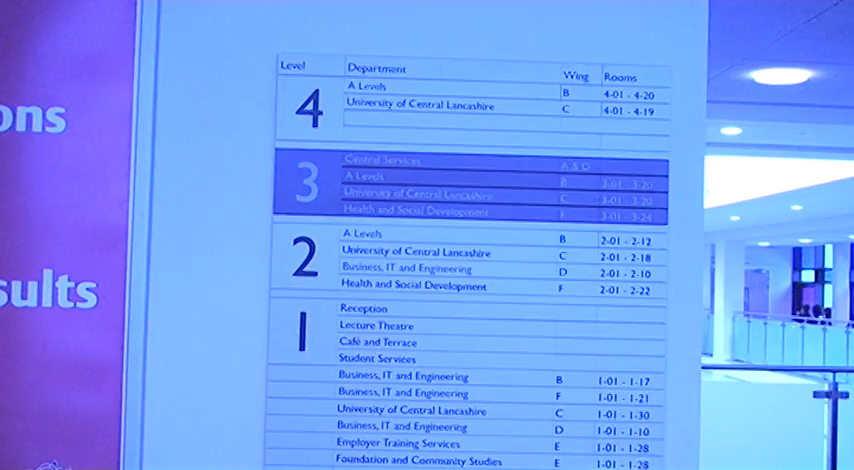 ons
sults
Level Department Wing Rooms
4 A Levels B 4-01 - 4-20
University of Central Lancashire C 4-01 - 4-19
3 Central Services A & D
A Levels B 3-01 - 3-20
University of Central Lancashire C 3-01 - 3-20
Health and Social Development F 3-01 - 3-24
2 A Levels B 2-01 - 2-12
University of Central Lancashire C 2-01 - 2-18
Business, IT and Engineering D 2-01 - 2-10
Health and Social Development F 2-01 - 2-22
1 Reception
Lecture Theatre
Café and Terrace
Student Services
Business, IT and Engineering B 1-01 - 1-17
Business, IT and Engineering F 1-01 - 1-21
University of Central Lancashire C 1-01 - 1-30
Business, IT and Engineering D 1-01 - 1-10
Employer Training Services E 1-01 - 1-28
Foundation and Community Studies E 1-01 - 1-28